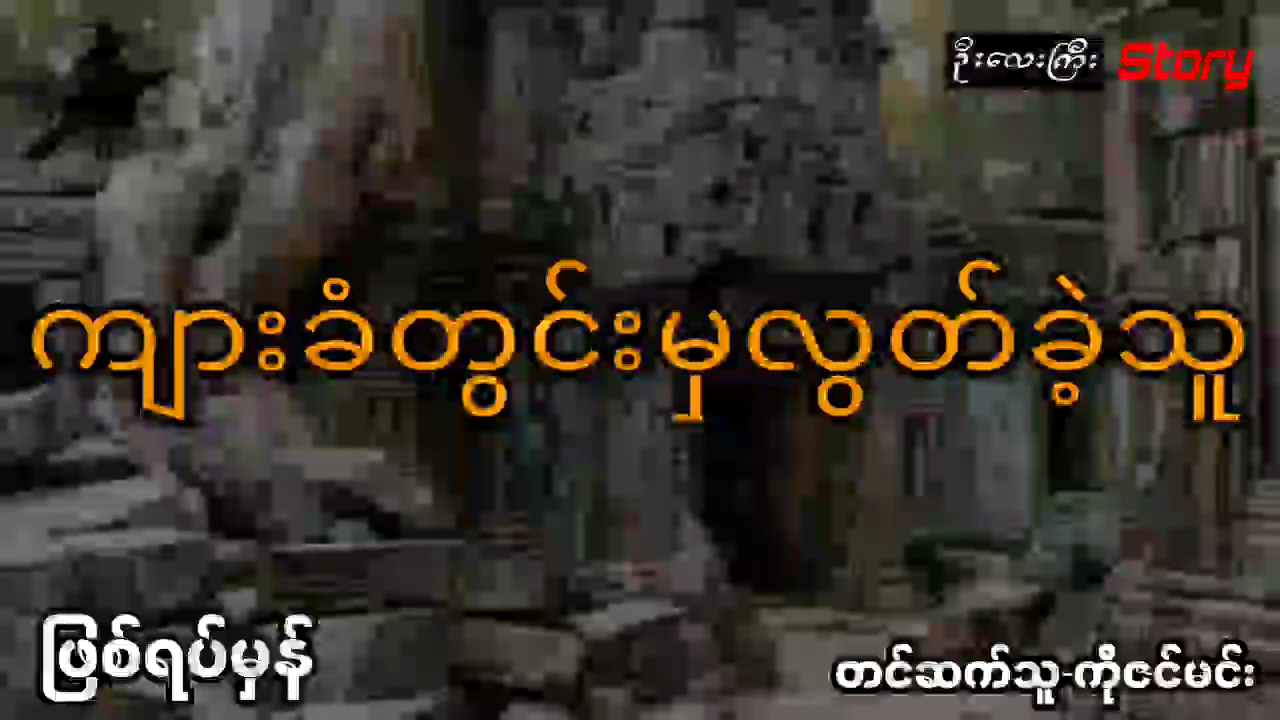 ဦးလေးကြီး Story
ကျားခံတွင်းမှလွတ်ခဲ့သူ
ဖြစ်ရပ်မှန်
တင်ဆက်သူ-ကိုဇင်မင်း